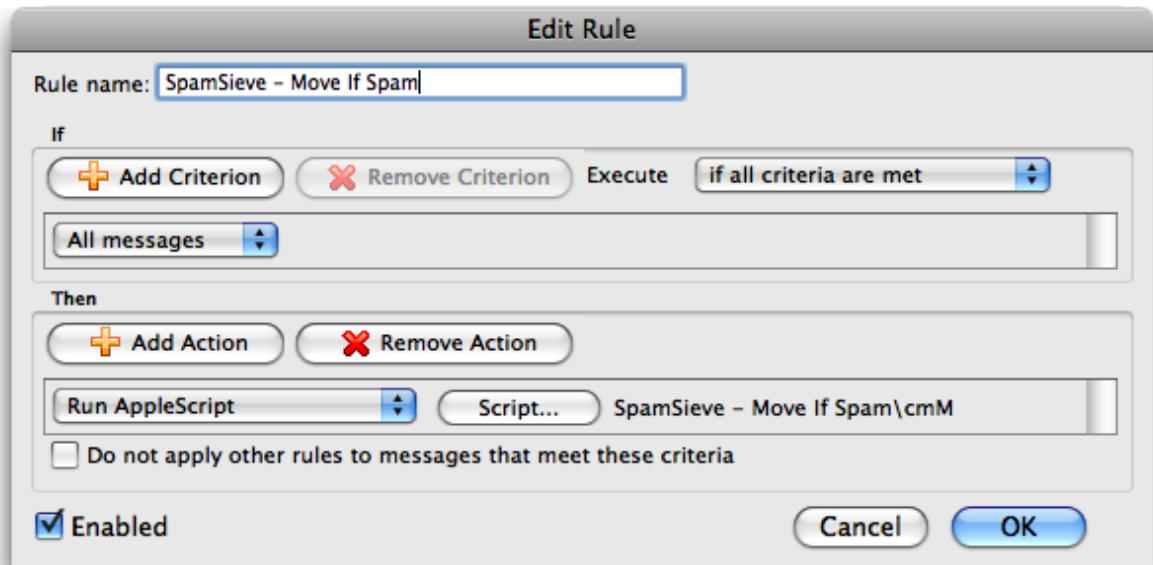 Edit Rule
Rule name: SpamSieve – Move If Spam
If
Add Criterion Remove Criterion Execute if all criteria are met
All messages
Then
Add Action Remove Action
Run AppleScript Script... SpamSieve – Move If Spam\cmM
Do not apply other rules to messages that meet these criteria
Enabled Cancel OK